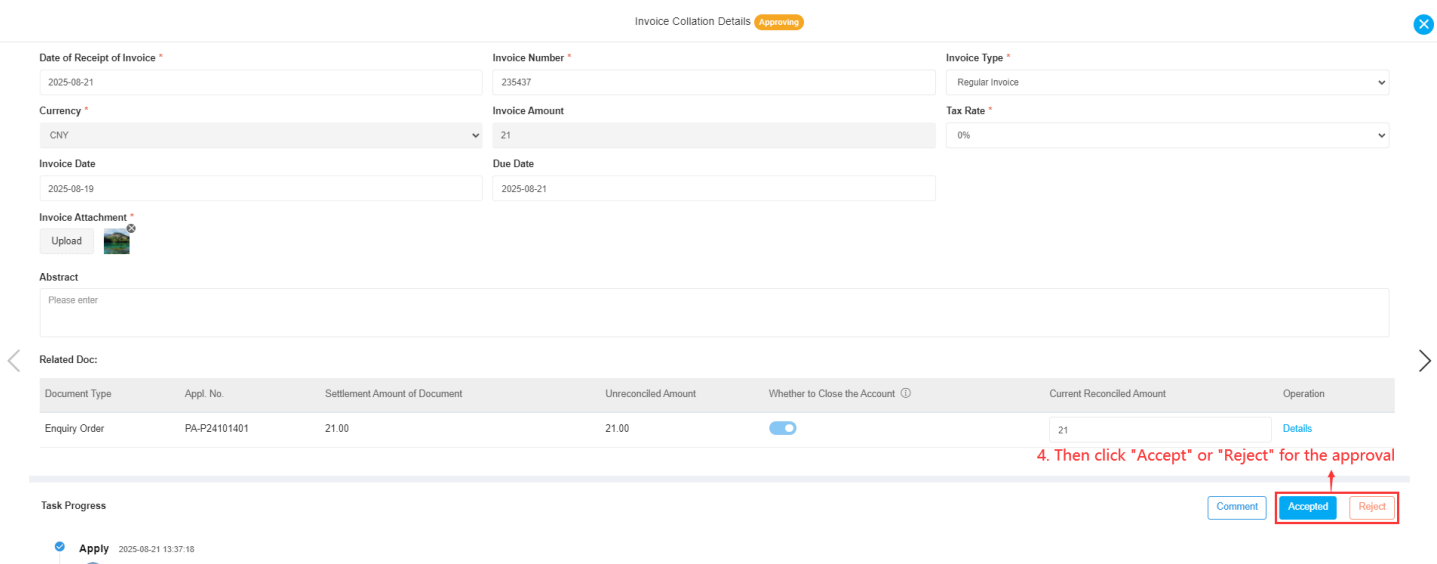 Invoice Collation Details Approving
Date of Receipt of Invoice * Invoice Number * Invoice Type *
2025-08-21 235437 Regular Invoice
Currency * Invoice Amount Tax Rate *
CNY 21 0%
Invoice Date Due Date
2025-08-19 2025-08-21
Invoice Attachment *
Upload
Abstract
Please enter
Related Doc:
Document Type Appl. No. Settlement Amount of Document Unreconciled Amount Whether to Close the Account Current Reconciled Amount Operation
Enquiry Order PA-P24101401 21.00 21.00 21 Details
4. Then click "Accept" or "Reject" for the approval
Task Progress Comment Accepted Reject
Apply 2025-08-21 13:37:18